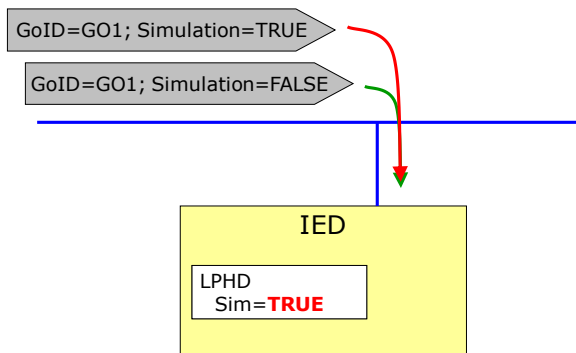 GoID=GO1; Simulation=TRUE
GoID=GO1; Simulation=FALSE
IED
LPHD
Sim=TRUE